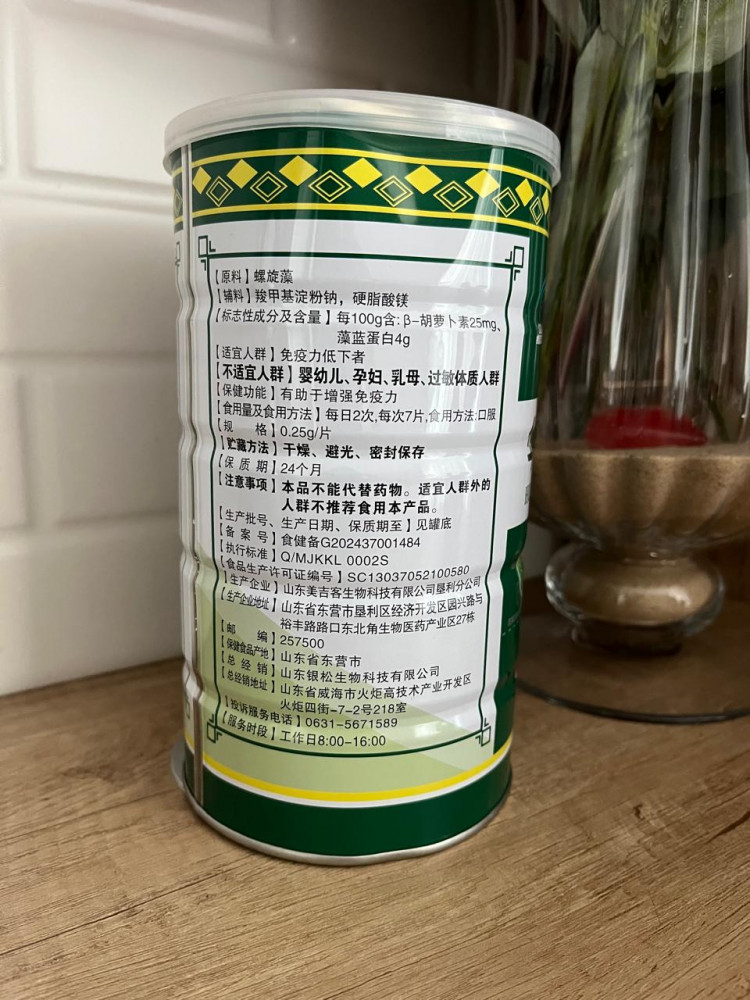 【原料】螺旋藻
【辅料】羧甲基淀粉钠，硬脂酸镁
【标志性成分及含量】每100g含：β-胡萝卜素25mg、
藻蓝蛋白4g
【适宜人群】免疫力低下者
【不适宜人群】婴幼儿、孕妇、乳母、过敏体质人群
【保健功能】有助于增强免疫力
【食用量及食用方法】每日2次,每次7片,食用方法:口服
【规 格】0.25g/片
【贮藏方法】干燥、避光、密封保存
【保 质 期】24个月
【注意事项】本品不能代替药物。适宜人群外的
人群不推荐食用本产品。
【生产批号、生产日期、保质期至】见罐底
【备 案 号】食健备G202437001484
【执行标准】Q/MJKKL 0002S
【食品生产许可证编号】SC13037052100580
【生产企业】山东美吉客生物科技有限公司垦利分公司
【生产企业地址】山东省东营市垦利区经济开发区园兴路与
裕丰路路口东北角生物医药产业区27栋
【邮 编】257500
【保健食品产地】山东省东营市
【总 经 销】山东银松生物科技有限公司
【总经销地址】山东省威海市火炬高技术产业开发区
火炬四街-7-2号218室
【投诉服务电话】0631-5671589
【服务时段】工作日8:00-16:00